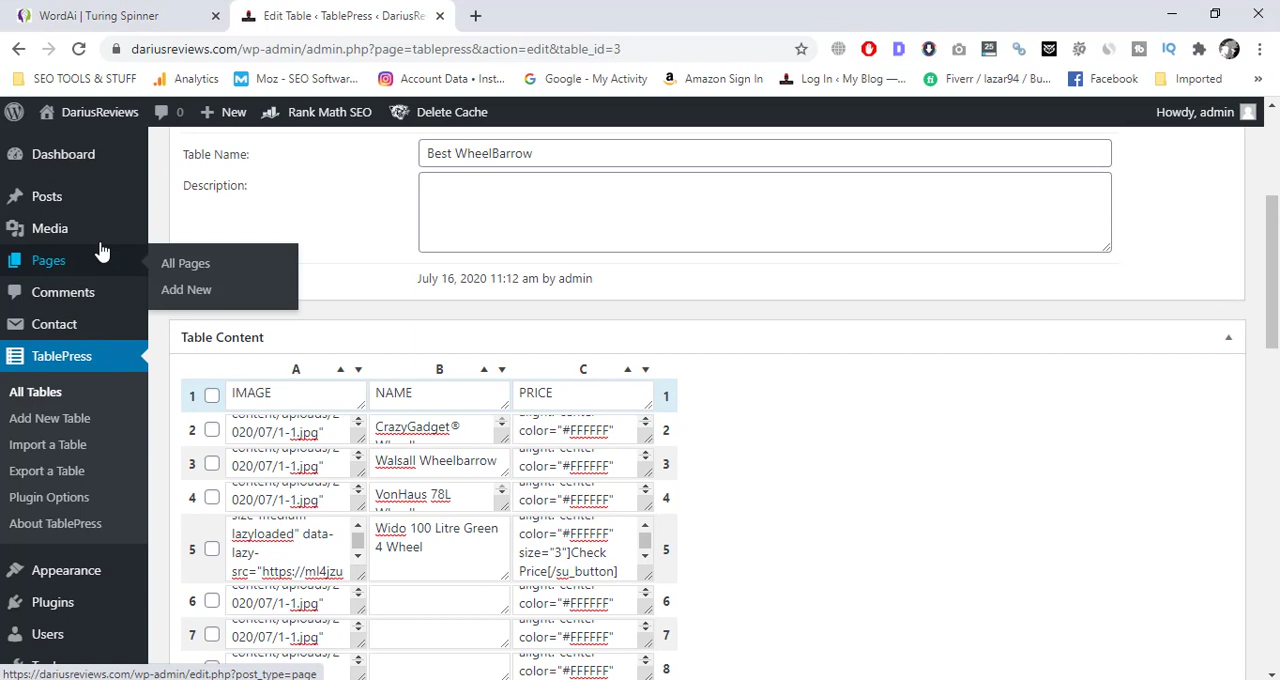 WordAi | Turing Spinner
Edit Table ‹ TablePress ‹ DariusRe
dariusreviews.com/wp-admin/admin.php?page=tablepress&action=edit&table_id=3
SEO TOOLS & STUFF
Analytics
Moz - SEO Software...
Account Data • Inst...
Google - My Activity
Amazon Sign In
Log In ‹ My Blog —...
Fiverr / lazar94 / Bu...
Facebook
Imported
»
DariusReviews
0
New
Rank Math SEO
Delete Cache
Howdy, admin
Dashboard
Posts
Media
Pages
All Pages
Add New
Comments
Contact
TablePress
All Tables
Add New Table
Import a Table
Export a Table
Plugin Options
About TablePress
Appearance
Plugins
Users
Table Name:
Best WheelBarrow
Description:
July 16, 2020 11:12 am by admin
Table Content
A B C
1 IMAGE NAME PRICE 1
2 020/07/1-1.jpg" CrazyGadget® color="#FFFFFF" 2
3 020/07/1-1.jpg" Walsall Wheelbarrow color="#FFFFFF" 3
4 020/07/1-1.jpg" VonHaus 78L color="#FFFFFF" 4
size="medium
lazyloaded" data-
lazy-
src="https://ml4jzu
Wido 100 Litre Green
4 Wheel
color="#FFFFFF"
size="3"]Check
Price[/su_button]
5 5
6 020/07/1-1.jpg" color="#FFFFFF" 6
7 020/07/1-1.jpg" color="#FFFFFF" 7
color="#FFFFFF" 8
https://dariusreviews.com/wp-admin/edit.php?post_type=page